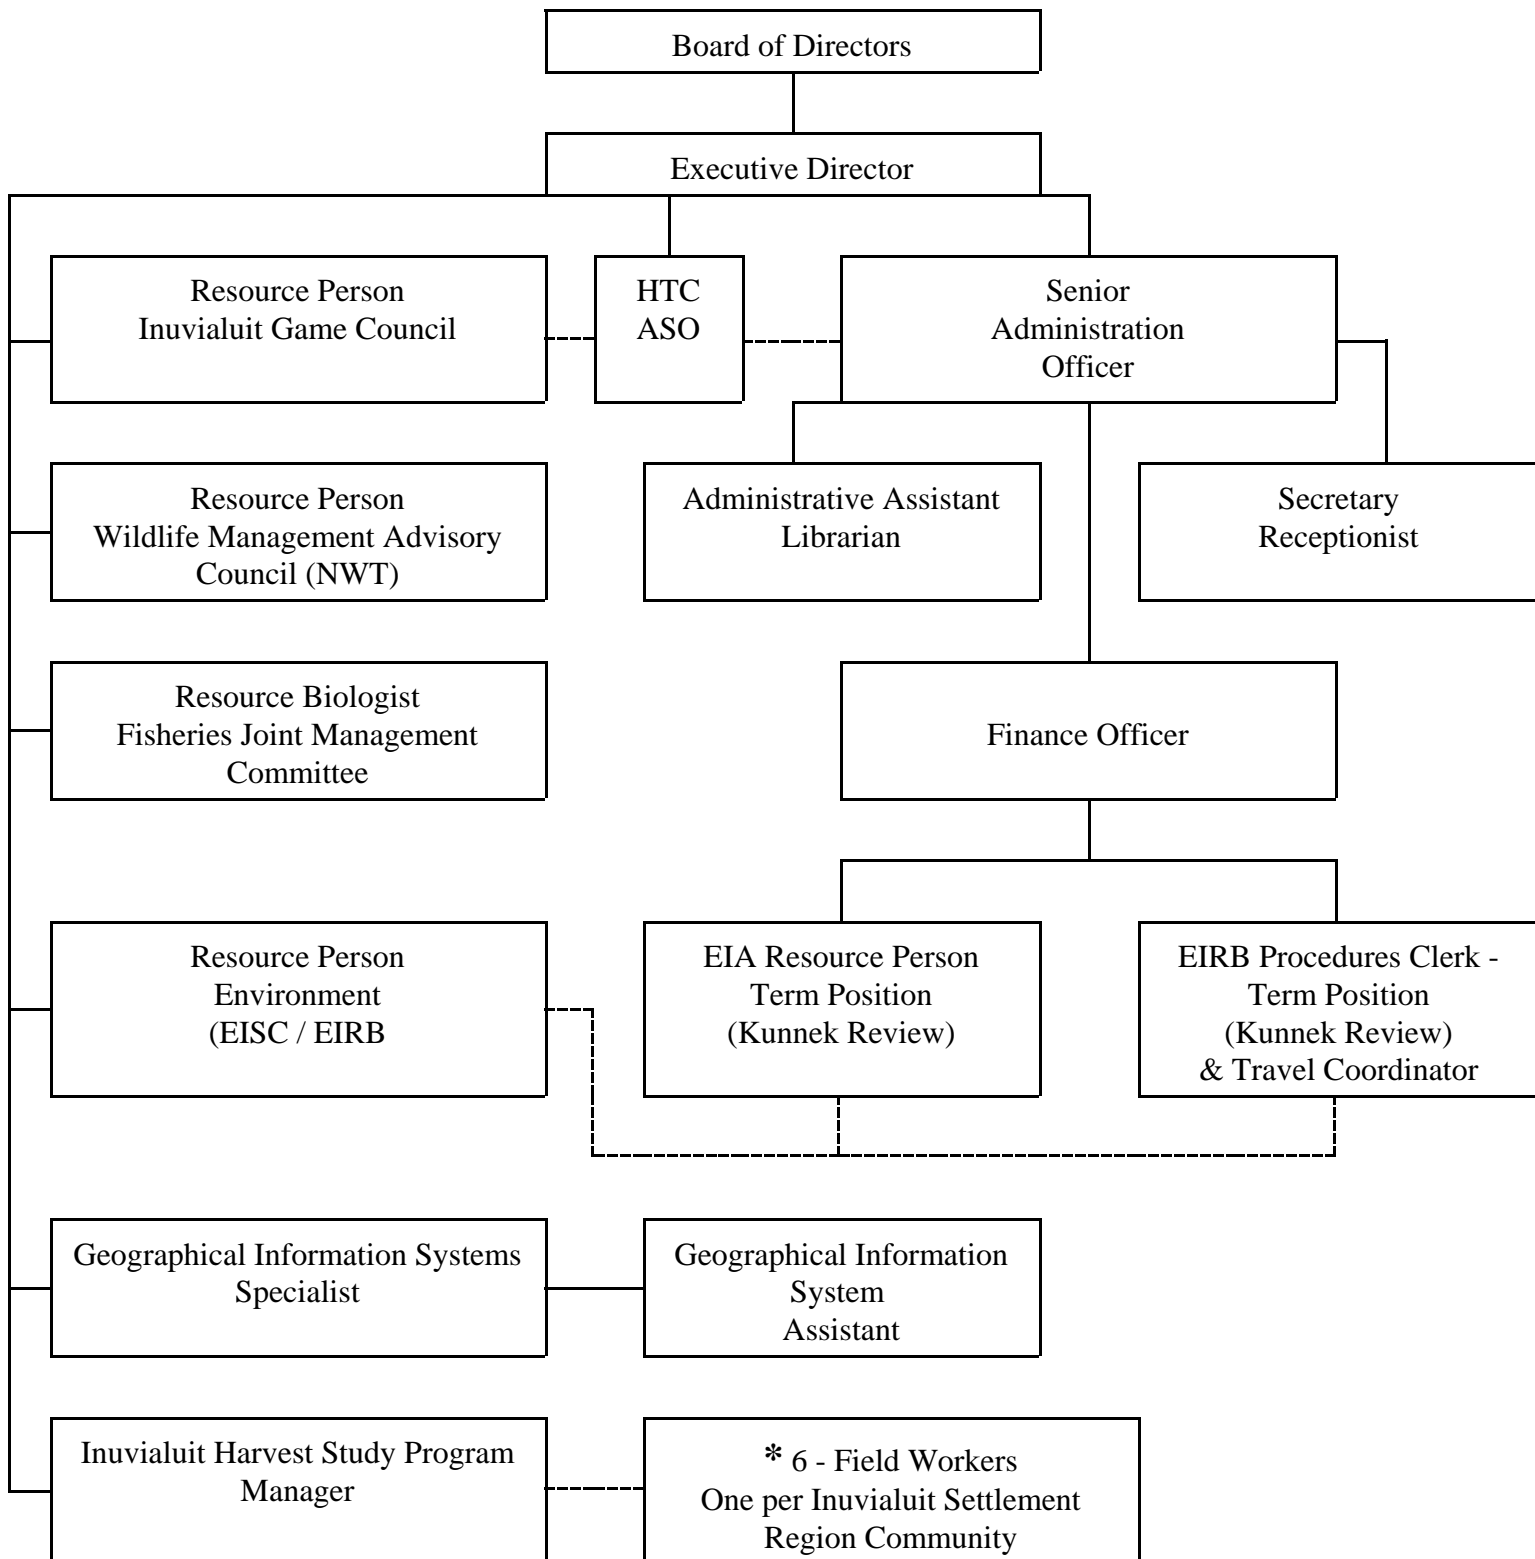 Board of Directors
Executive Director
Resource Person
Inuvialuit Game Council
HTC
ASO
Senior
Administration
Officer
Resource Person
Wildlife Management Advisory
Council (NWT)
Administrative Assistant
Librarian
Secretary
Receptionist
Resource Biologist
Fisheries Joint Management
Committee
Finance Officer
Resource Person
Environment
(EISC / EIRB
EIA Resource Person
Term Position
(Kunnek Review)
EIRB Procedures Clerk -
Term Position
(Kunnek Review)
& Travel Coordinator
Geographical Information Systems
Specialist
Geographical Information
System
Assistant
Inuvialuit Harvest Study Program
Manager
* 6 - Field Workers
One per Inuvialuit Settlement
Region Community